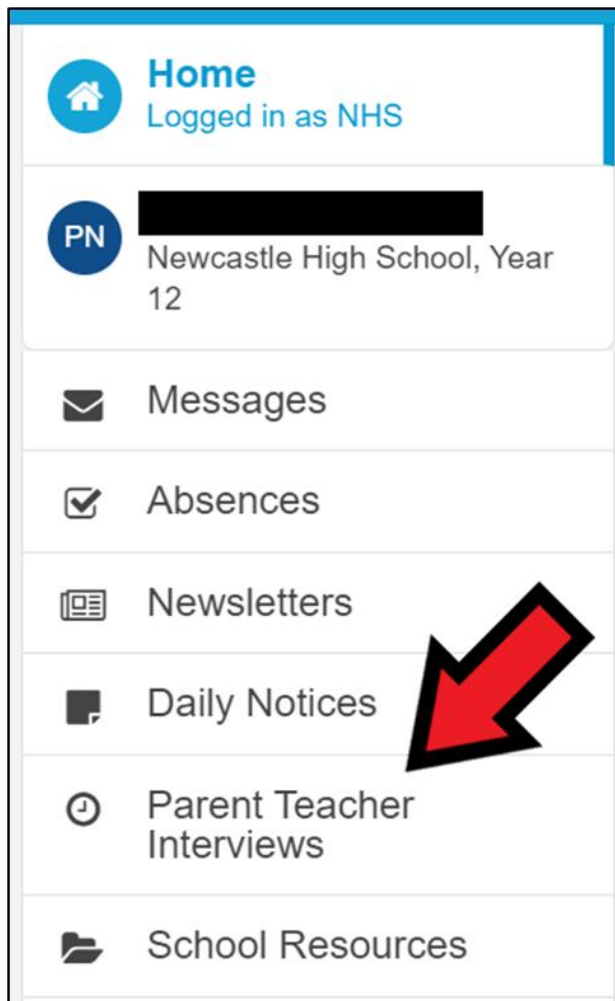 Home
Logged in as NHS
PN
Newcastle High School, Year
12
Messages
Absences
Newsletters
Daily Notices
Parent Teacher
Interviews
School Resources